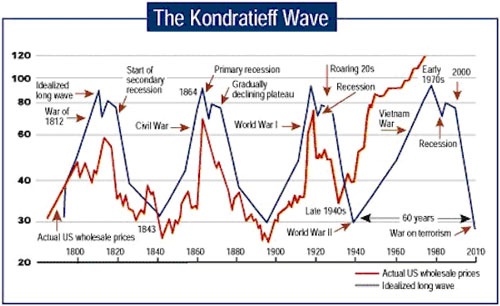 The Kondratieff Wave
120
100
80
60
40
30
20
Idealized
long wave
War of
1812
Start of
secondary
recession
Actual US wholesale prices
1843
Civil War
1864
Primary recession
Gradually
declining plateau
World War I
Roaring 20s
Recession
Late 1940s
World War II
Vietnam
War
Early
1970s
2000
Recession
60 years
War on terrorism
1800
1820
1840
1860
1880
1900
1920
1940
1960
1980
2010
Actual US wholesale prices
Idealized long wave